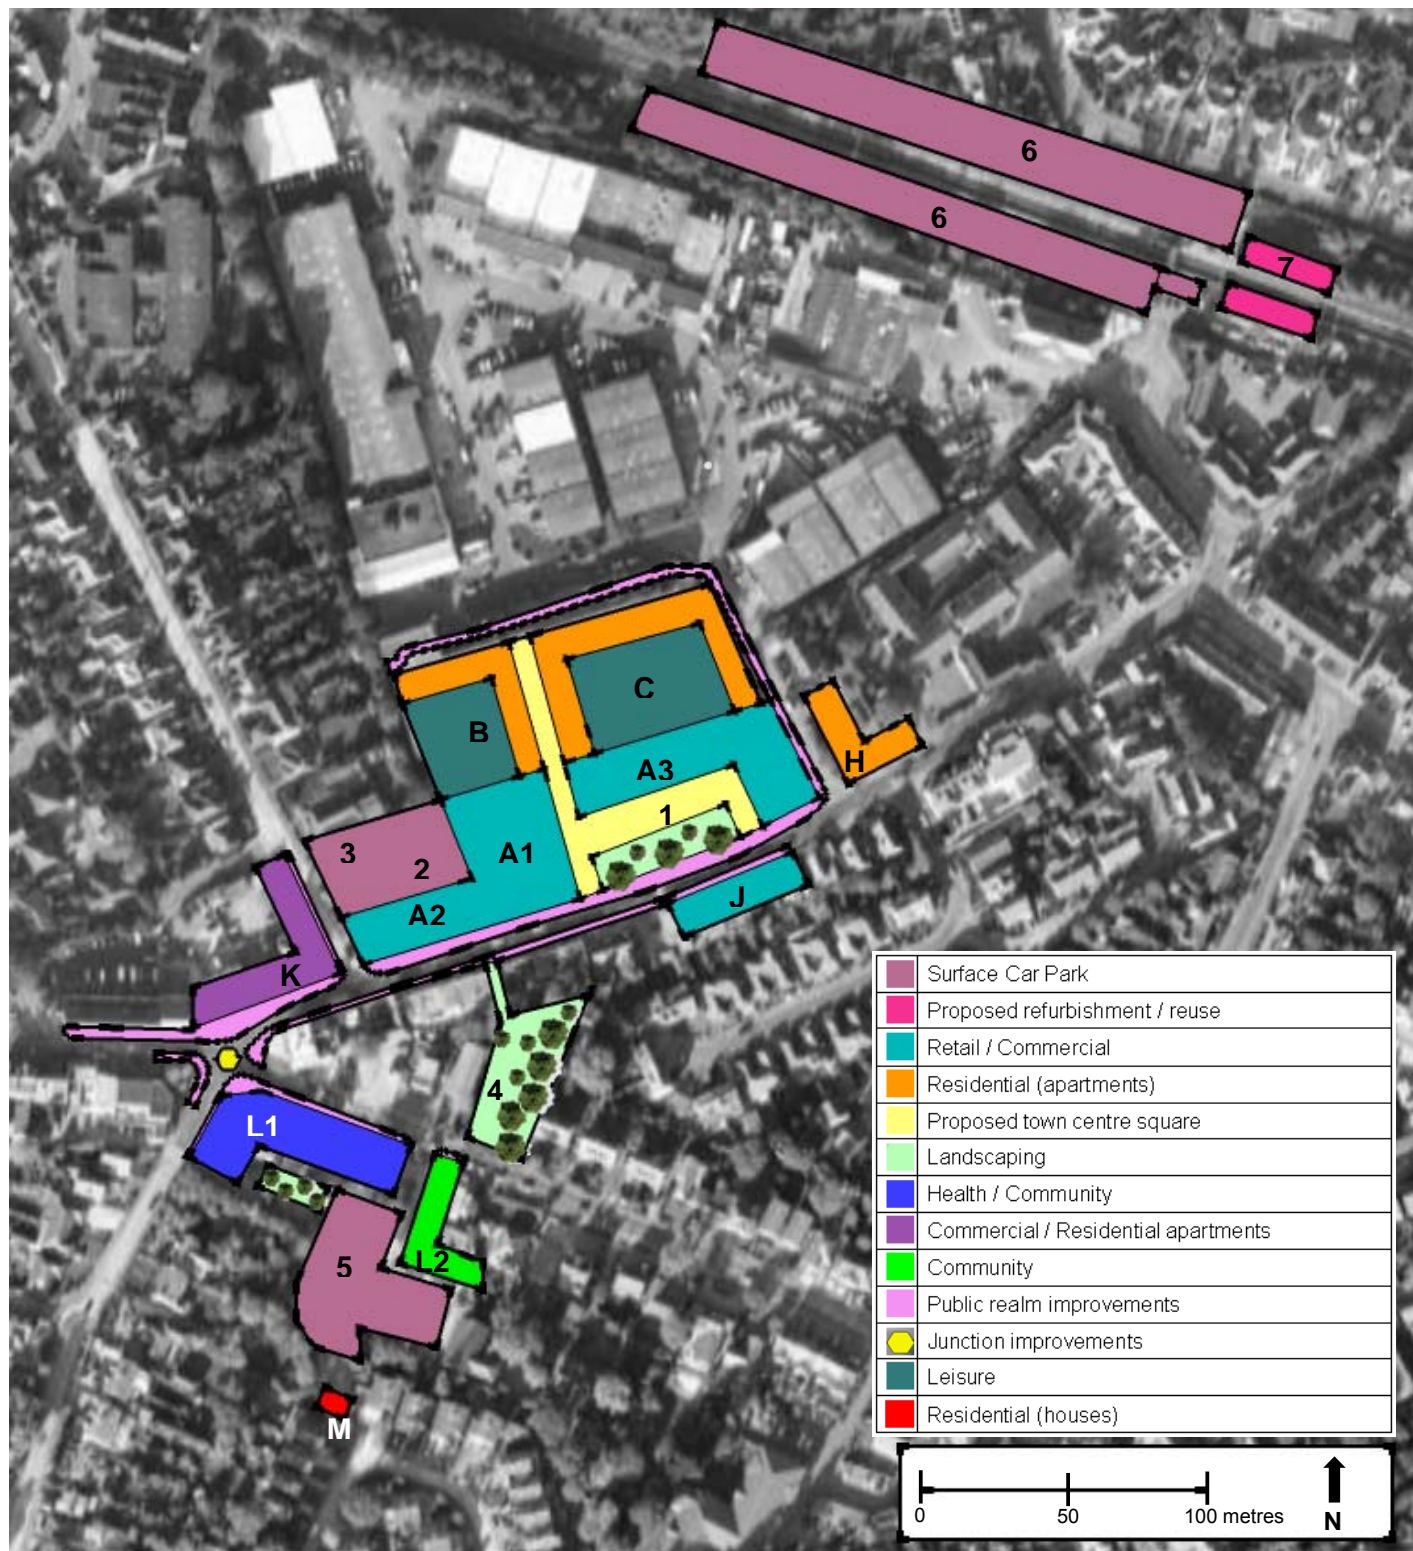 6
6
7
C
B
H
A3
1
3
A1
2
J
A2
K
4
L1
L2
5
M
Surface Car Park
Proposed refurbishment / reuse
Retail / Commercial
Residential (apartments)
Proposed town centre square
Landscaping
Health / Community
Commercial / Residential apartments
Community
Public realm improvements
Junction improvements
Leisure
Residential (houses)
0 50 100 metres N